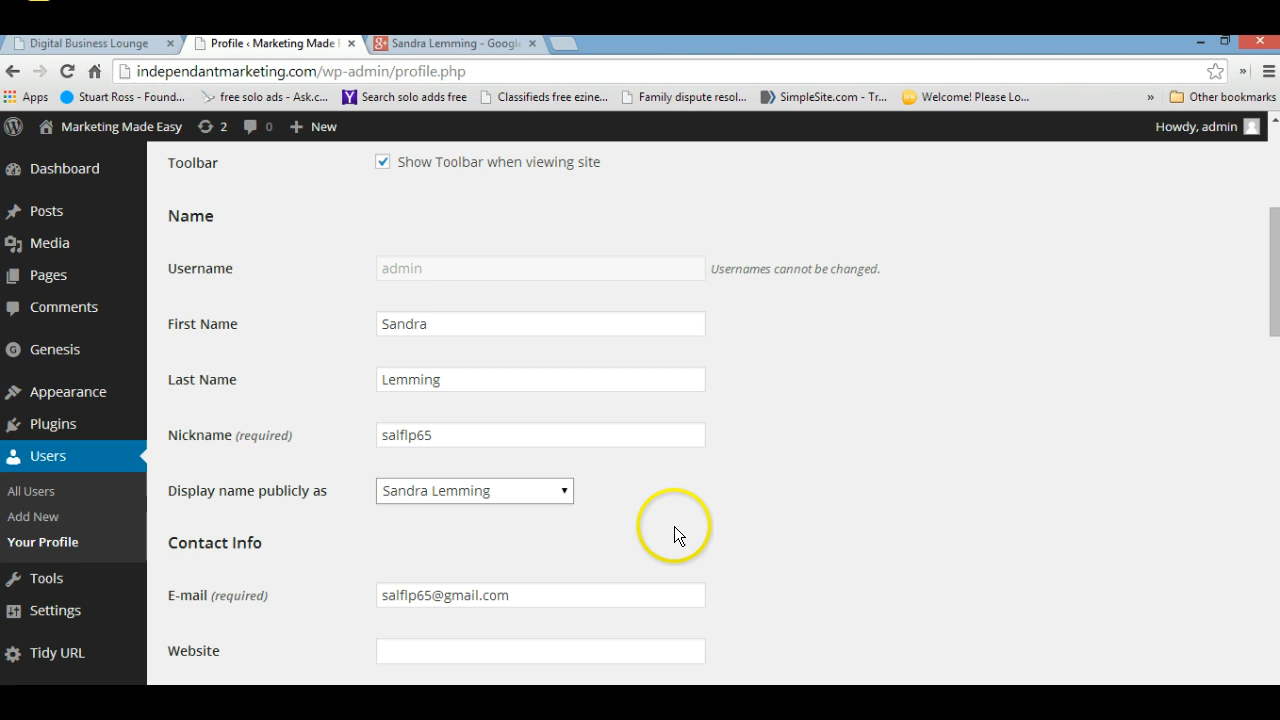 Digital Business Lounge
Profile ‹ Marketing Made
Sandra Lemming - Google
independantmarketing.com/wp-admin/profile.php
Apps
Stuart Ross - Found...
free solo ads - Ask.c...
Search solo adds free
Classifieds free ezine...
Family dispute resol...
SimpleSite.com - Tr...
Welcome! Please Lo...
»
Other bookmarks
Marketing Made Easy
2
0
New
Howdy, admin
Dashboard
Posts
Media
Pages
Comments
Genesis
Appearance
Plugins
Users
All Users
Add New
Your Profile
Tools
Settings
Tidy URL
Toolbar
Show Toolbar when viewing site
Name
Username
admin
Usernames cannot be changed.
First Name
Sandra
Last Name
Lemming
Nickname (required)
salflp65
Display name publicly as
Sandra Lemming
Contact Info
E-mail (required)
salflp65@gmail.com
Website